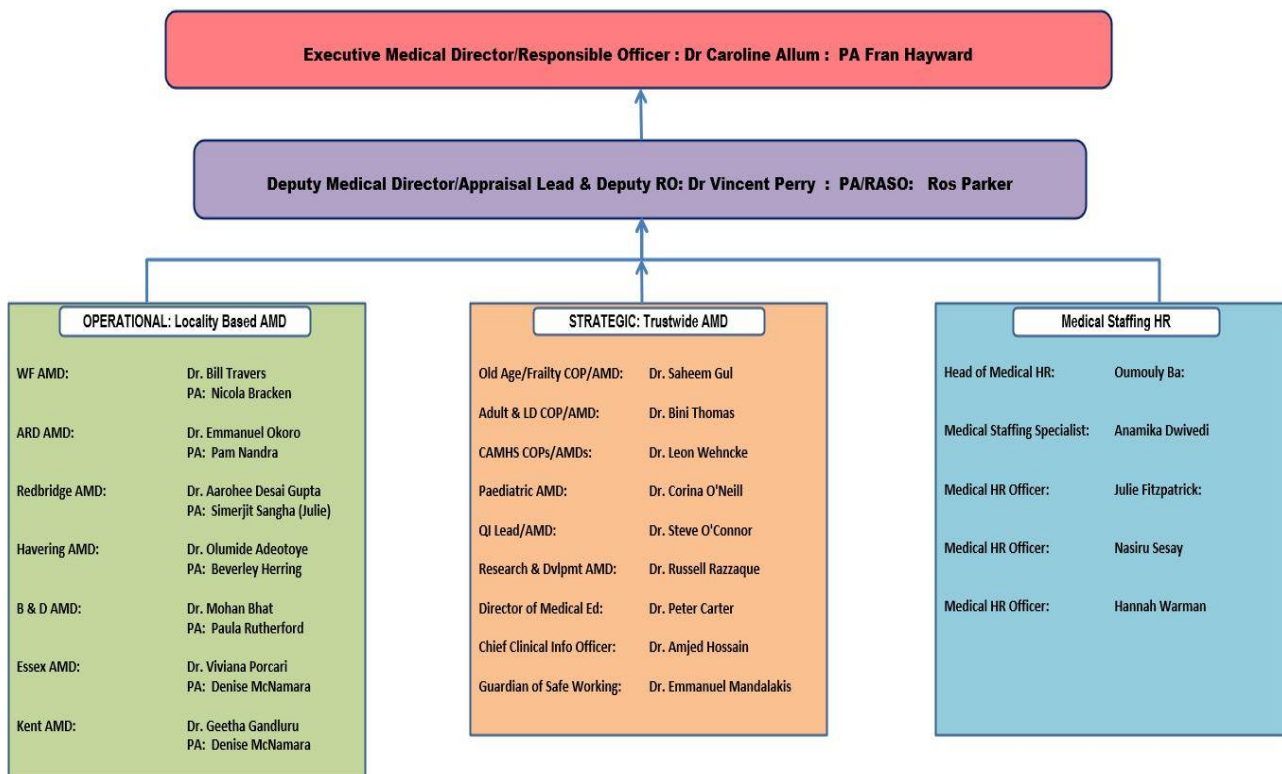 Executive Medical Director/Responsible Officer : Dr Caroline Allum : PA Fran Hayward
Deputy Medical Director/Appraisal Lead & Deputy RO: Dr Vincent Perry : PA/RASO: Ros Parker
OPERATIONAL: Locality Based AMD
WF AMD: Dr. Bill Travers
PA: Nicola Bracken
ARD AMD: Dr. Emmanuel Okoro
PA: Pam Nandra
Redbridge AMD: Dr. Aarohee Desai Gupta
PA: Simerjit Sangha (Julie)
Havering AMD: Dr. Olumide Adeotoye
PA: Beverley Herring
B & D AMD: Dr. Mohan Bhat
PA: Paula Rutherford
Essex AMD: Dr. Viviana Porcari
PA: Denise McNamara
Kent AMD: Dr. Geetha Gandluru
PA: Denise McNamara
STRATEGIC: Trustwide AMD
Old Age/Frailty COP/AMD: Dr. Saheem Gul
Adult & LD COP/AMD: Dr. Bini Thomas
CAMHS COPs/AMDs: Dr. Leon Wehncke
Paediatric AMD: Dr. Corina O'Neill
QI Lead/AMD: Dr. Steve O'Connor
Research & Dvlpmt AMD: Dr. Russell Razzaque
Director of Medical Ed: Dr. Peter Carter
Chief Clinical Info Officer: Dr. Amjed Hossain
Guardian of Safe Working: Dr. Emmanuel Mandalakis
Medical Staffing HR
Head of Medical HR: Oumouly Ba:
Medical Staffing Specialist: Anamika Dwivedi
Medical HR Officer: Julie Fitzpatrick:
Medical HR Officer: Nasiru Sesay
Medical HR Officer: Hannah Warman